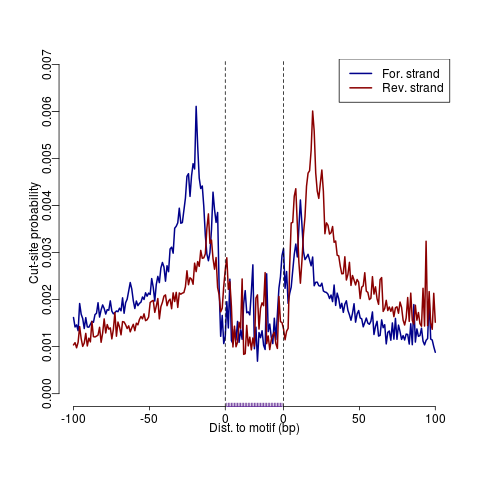 For. strand
Rev. strand
Cut-site probability
0.007
0.006
0.005
0.004
0.003
0.002
0.001
0.000
-100 -50 0 0 50 100
Dist. to motif (bp)